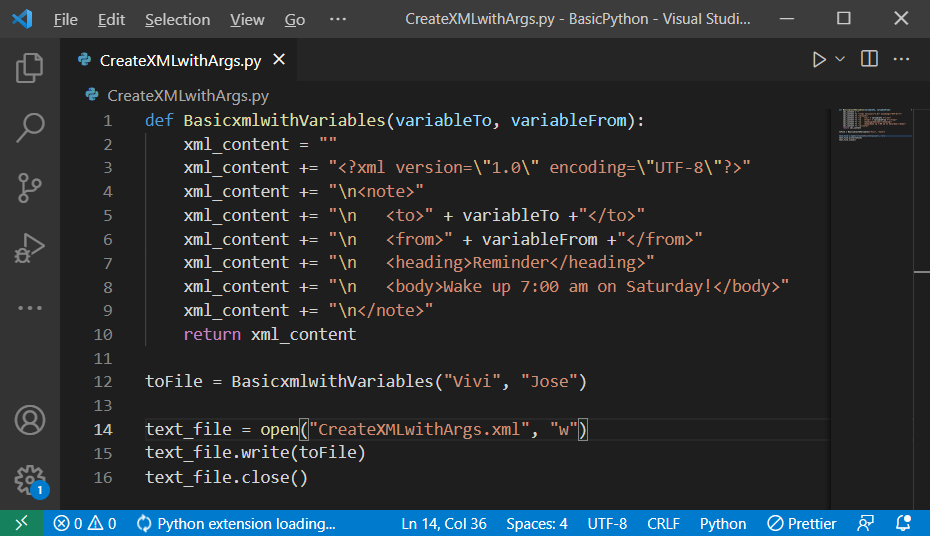 File Edit Selection View Go ··· CreateXMLwithArgs.py - BasicPython - Visual Studi...
CreateXMLwithArgs.py
CreateXMLwithArgs.py
1 def BasicxmlwithVariables(variableTo, variableFrom):
2     xml_content = ""
3     xml_content += "<?xml version=\"1.0\" encoding=\"UTF-8\"?>"
4     xml_content += "\n<note>"
5     xml_content += "\n   <to>" + variableTo +"</to>"
6     xml_content += "\n   <from>" + variableFrom +"</from>"
7     xml_content += "\n   <heading>Reminder</heading>"
8     xml_content += "\n   <body>Wake up 7:00 am on Saturday!</body>"
9     xml_content += "\n</note>"
10     return xml_content
11
12 toFile = BasicxmlwithVariables("Vivi", "Jose")
13
14 text_file = open("CreateXMLwithArgs.xml", "w")
15 text_file.write(toFile)
16 text_file.close()
1
0 0 Python extension loading... Ln 14, Col 36 Spaces: 4 UTF-8 CRLF Python Prettier